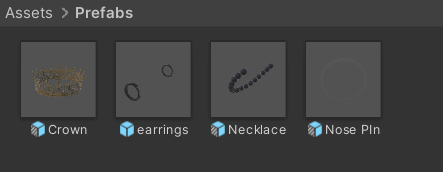 Assets > Prefabs
Crown
earrings
Necklace
Nose PIn